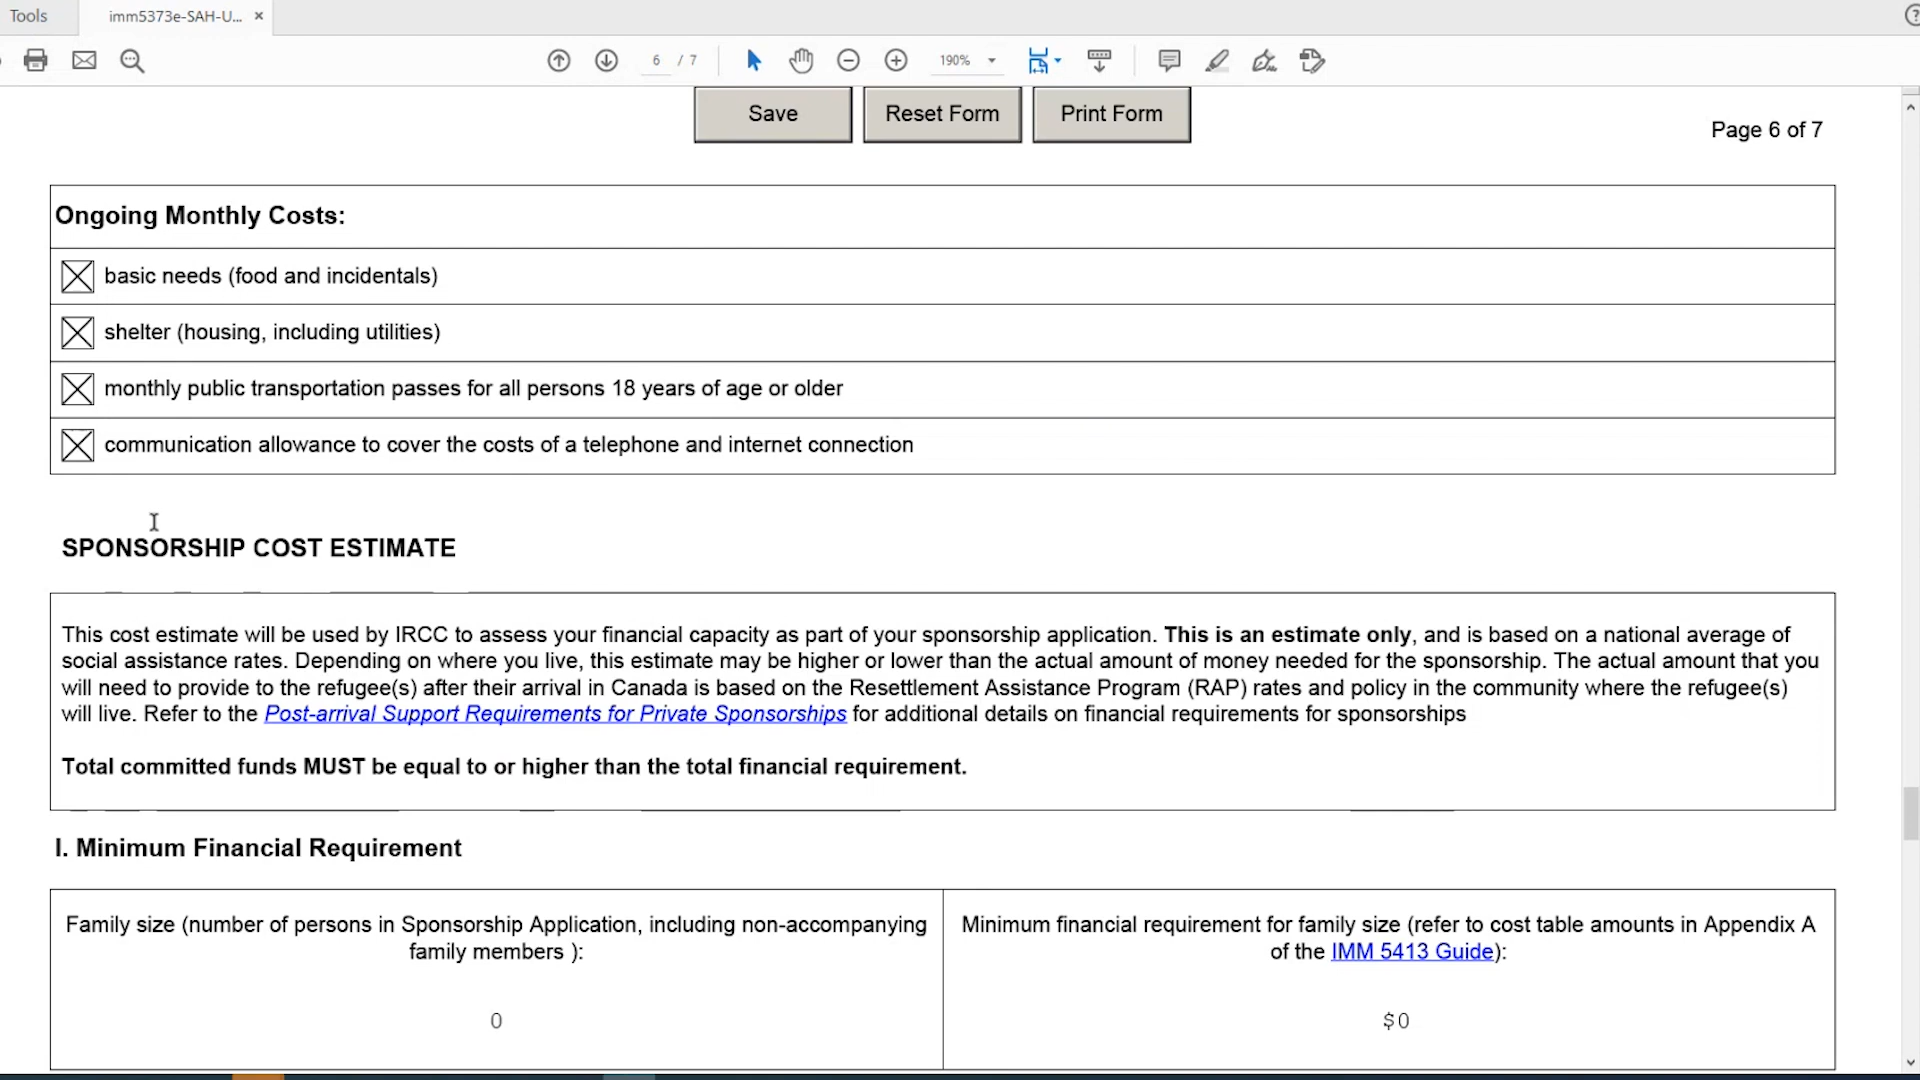 Tools
imm5373e-SAH-U... ×
6 / 7
190%
Save
Reset Form
Print Form
Page 6 of 7
Ongoing Monthly Costs:
basic needs (food and incidentals)
shelter (housing, including utilities)
monthly public transportation passes for all persons 18 years of age or older
communication allowance to cover the costs of a telephone and internet connection
SPONSORSHIP COST ESTIMATE
This cost estimate will be used by IRCC to assess your financial capacity as part of your sponsorship application. This is an estimate only, and is based on a national average of
social assistance rates. Depending on where you live, this estimate may be higher or lower than the actual amount of money needed for the sponsorship. The actual amount that you
will need to provide to the refugee(s) after their arrival in Canada is based on the Resettlement Assistance Program (RAP) rates and policy in the community where the refugee(s)
will live. Refer to the Post-arrival Support Requirements for Private Sponsorships for additional details on financial requirements for sponsorships
Total committed funds MUST be equal to or higher than the total financial requirement.
I. Minimum Financial Requirement
Family size (number of persons in Sponsorship Application, including non-accompanying
family members ):
0
Minimum financial requirement for family size (refer to cost table amounts in Appendix A
of the IMM 5413 Guide):
$0